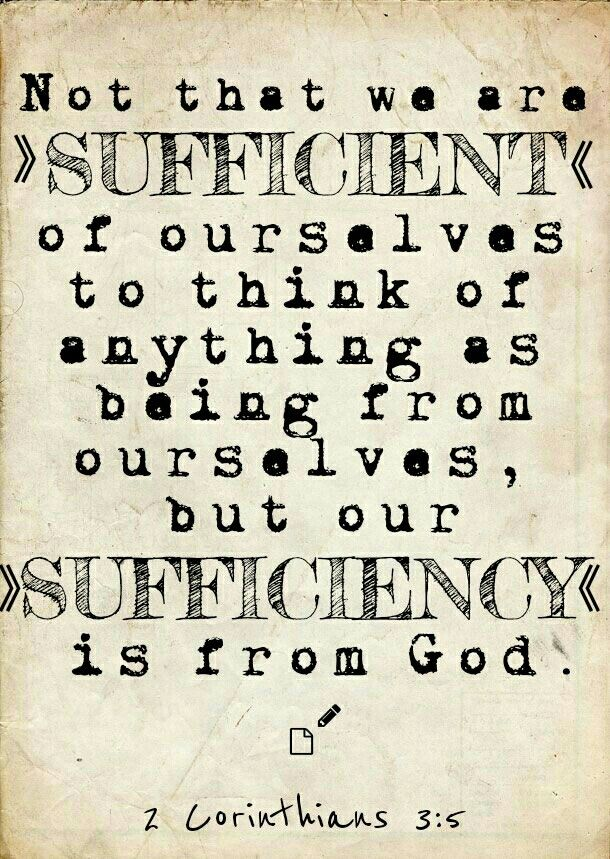 Not that we are
»SUFFICIENT«
of ourselves
to think of
anything as
being from
ourselves,
but our
»SUFFICIENCY«
is from God.
2 Corinthians 3:5